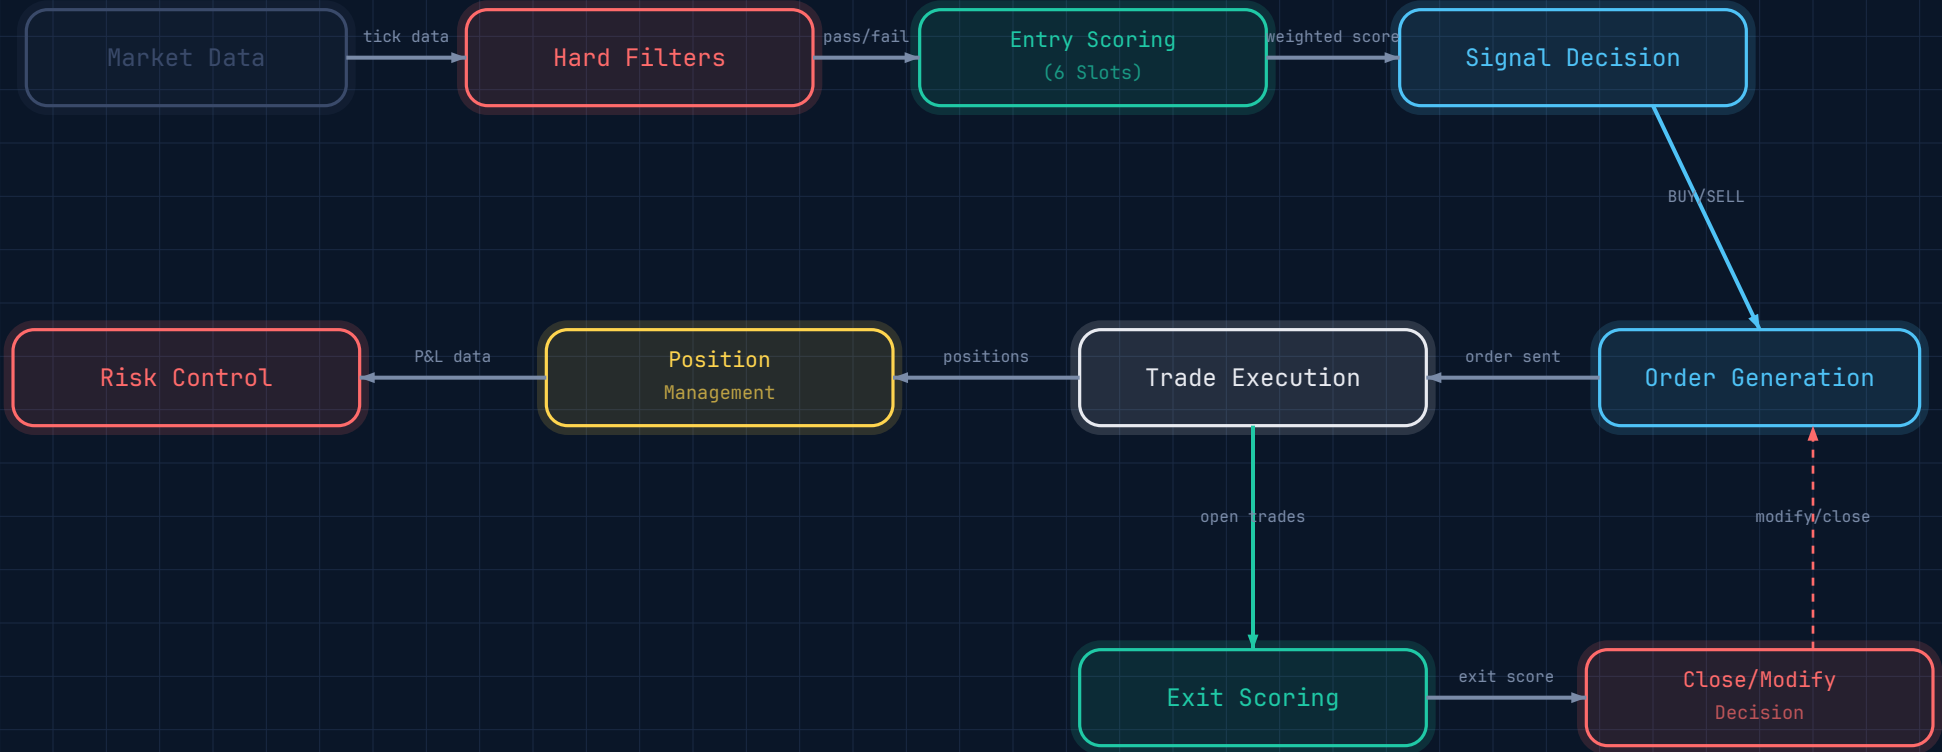 Market Data
tick data
Hard Filters
pass/fail
Entry Scoring
(6 Slots)
weighted score
Signal Decision
BUY/SELL
Risk Control
P&L data
Position
Management
positions
Trade Execution
order sent
Order Generation
open trades
modify/close
Exit Scoring
exit score
Close/Modify
Decision